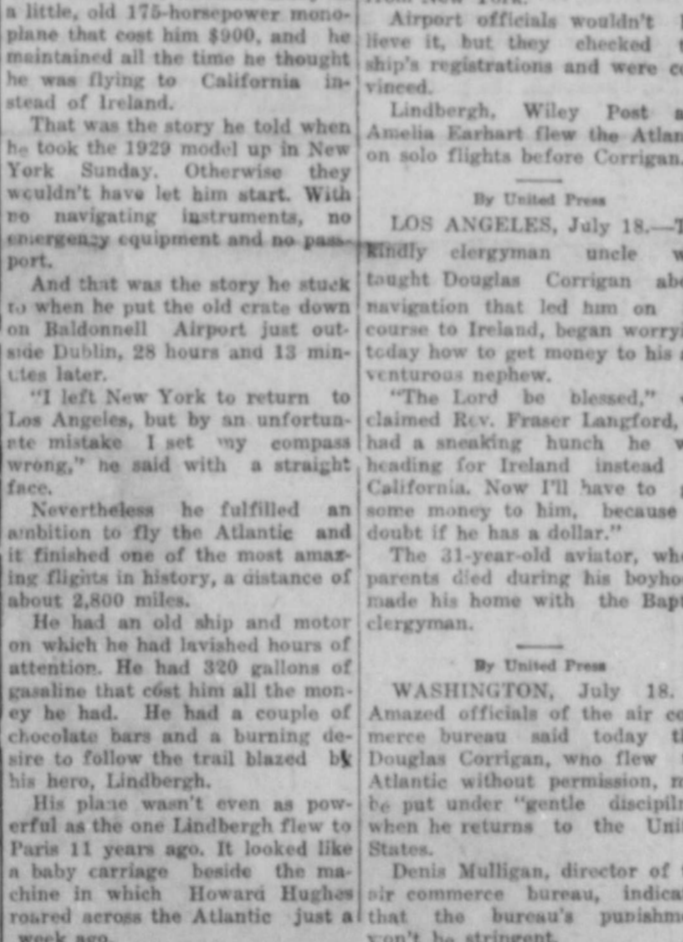 a little, old 175-horsepower mono-
plane that cost him $900, and he
maintained all the time he thought
he was flying to California in-
stead of Ireland.
That was the story he told when
he took the 1929 model up in New
York Sunday. Otherwise they
wouldn't have let him start. With
no navigating instruments, no
emergency equipment and no pass-
port.
And that was the story he stuck
to when he put the old crate down
on Baldonnell Airport just out-
side Dublin, 28 hours and 13 min-
utes later.
"I left New York to return to
Los Angeles, but by an unfortun-
ate mistake I set my compass
wrong," he said with a straight
face.
Nevertheless he fulfilled an
ambition to fly the Atlantic and
it finished one of the most amaz-
ing flights in history, a distance of
about 2,800 miles.
He had an old ship and motor
on which he had lavished hours of
attention. He had 320 gallons of
gasaline that cost him all the mon-
ey he had. He had a couple of
chocolate bars and a burning de-
sire to follow the trail blazed by
his hero, Lindbergh.
His plane wasn't even as pow-
erful as the one Lindbergh flew to
Paris 11 years ago. It looked like
a baby carriage beside the ma-
chine in which Howard Hughes
roared across the Atlantic just a
week ago.
Airport officials wouldn't
lieve it, but they checked
ship's registrations and were c
vinced.
Lindbergh, Wiley Post a
Amelia Earhart flew the Atlan
on solo flights before Corrigan.
By United Press
LOS ANGELES, July 18.—T
kindly clergyman uncle w
taught Douglas Corrigan abo
navigation that led him on
course to Ireland, began worryi
today how to get money to his a
venturous nephew.
"The Lord be blessed,"
claimed Rev. Fraser Langford,
had a sneaking hunch he w
heading for Ireland instead
California. Now I'll have to
some money to him, because
doubt if he has a dollar."
The 31-year-old aviator, who
parents died during his boyho
made his home with the Bapt
clergyman.
By United Press
WASHINGTON, July 18.
Amazed officials of the air co
merce bureau said today th
Douglas Corrigan, who flew
Atlantic without permission, m
be put under "gentle disciplin
when he returns to the Uni
States.
Denis Mulligan, director of
air commerce bureau, indica
that the bureau's punishme
won't be stringent.